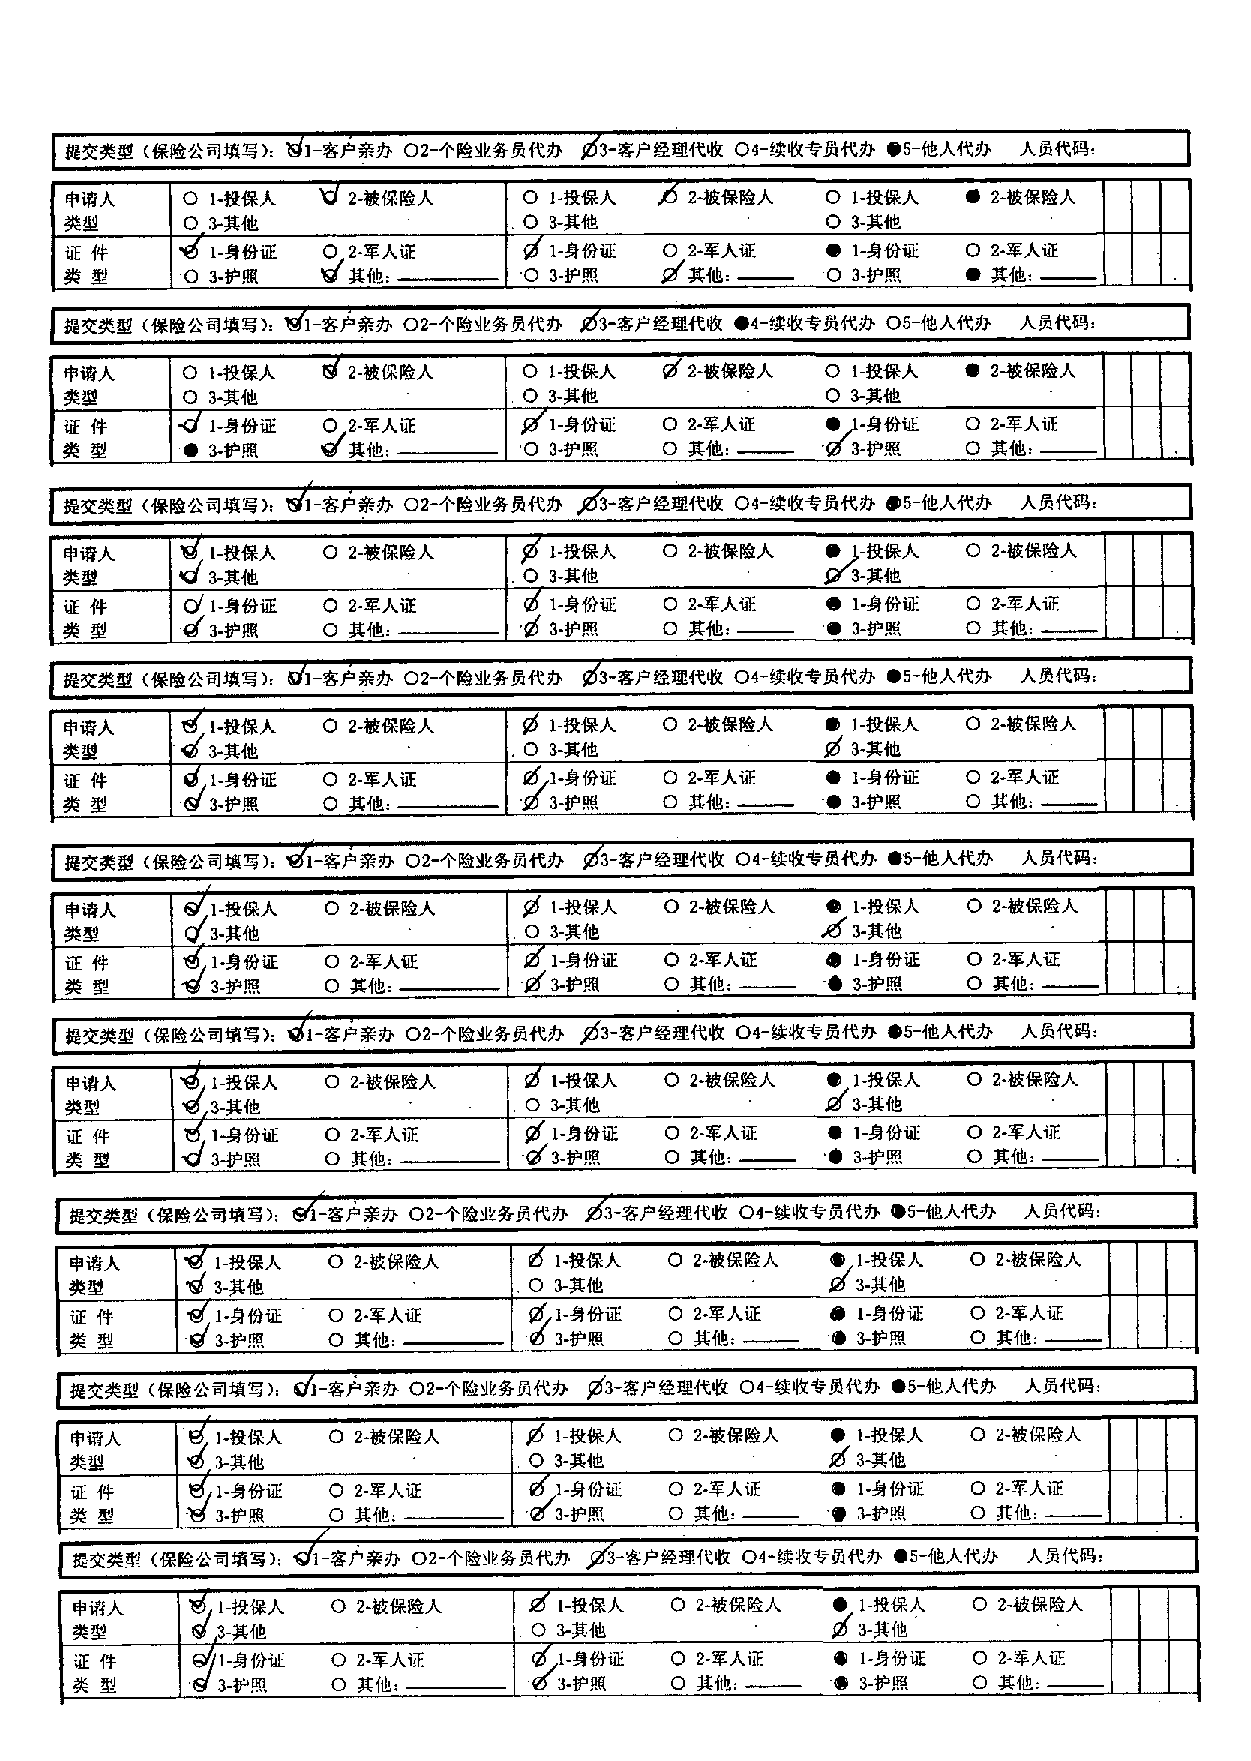 提交类型（保险公司填写）： 1-客户亲办 ○2-个险业务员代办 3-客户经理代收 ○4-续收专员代办 ●5-他人代办 人员代码：
申请人 ○ 1-投保人 2-被保险人 ○ 1-投保人 2-被保险人 ○ 1-投保人 ● 2-被保险人
类型 ○ 3-其他 ○ 3-其他 ○ 3-其他
证 件 1-身份证 ○ 2-军人证 1-身份证 ○ 2-军人证 ● 1-身份证 ○ 2-军人证
类 型 ○ 3-护照 其他：____ ○ 3-护照 其他：____ ○ 3-护照 ● 其他：____
提交类型（保险公司填写）： 1-客户亲办 ○2-个险业务员代办 3-客户经理代收 ●4-续收专员代办 ○5-他人代办 人员代码：
申请人 ○ 1-投保人 2-被保险人 ○ 1-投保人 2-被保险人 ○ 1-投保人 ● 2-被保险人
类型 ○ 3-其他 ○ 3-其他 ○ 3-其他
证 件 1-身份证 ○ 2-军人证 1-身份证 ○ 2-军人证 ● 1-身份证 ○ 2-军人证
类 型 ● 3-护照 其他：____ ○ 3-护照 ○ 其他：____ 3-护照 ○ 其他：____
提交类型（保险公司填写）： 1-客户亲办 ○2-个险业务员代办 3-客户经理代收 ○4-续收专员代办 ●5-他人代办 人员代码：
申请人 1-投保人 ○ 2-被保险人 1-投保人 ○ 2-被保险人 ● 1-投保人 ○ 2-被保险人
类型 3-其他 ○ 3-其他 3-其他
证 件 1-身份证 ○ 2-军人证 1-身份证 ○ 2-军人证 ● 1-身份证 ○ 2-军人证
类 型 3-护照 ○ 其他：____ 3-护照 ○ 其他：____ ● 3-护照 ○ 其他：____
提交类型（保险公司填写）： 1-客户亲办 ○2-个险业务员代办 3-客户经理代收 ○4-续收专员代办 ●5-他人代办 人员代码：
申请人 1-投保人 ○ 2-被保险人 1-投保人 ○ 2-被保险人 ● 1-投保人 ○ 2-被保险人
类型 3-其他 ○ 3-其他 3-其他
证 件 1-身份证 ○ 2-军人证 1-身份证 ○ 2-军人证 ● 1-身份证 ○ 2-军人证
类 型 3-护照 ○ 其他：____ 3-护照 ○ 其他：____ ● 3-护照 ○ 其他：____
提交类型（保险公司填写）： 1-客户亲办 ○2-个险业务员代办 3-客户经理代收 ○4-续收专员代办 ●5-他人代办 人员代码：
申请人 1-投保人 ○ 2-被保险人 1-投保人 ○ 2-被保险人 ● 1-投保人 ○ 2-被保险人
类型 3-其他 ○ 3-其他 3-其他
证 件 1-身份证 ○ 2-军人证 1-身份证 ○ 2-军人证 ● 1-身份证 ○ 2-军人证
类 型 3-护照 ○ 其他：____ 3-护照 ○ 其他：____ ● 3-护照 ○ 其他：____
提交类型（保险公司填写）： 1-客户亲办 ○2-个险业务员代办 3-客户经理代收 ○4-续收专员代办 ●5-他人代办 人员代码：
申请人 1-投保人 ○ 2-被保险人 1-投保人 ○ 2-被保险人 ● 1-投保人 ○ 2-被保险人
类型 3-其他 ○ 3-其他 3-其他
证 件 1-身份证 ○ 2-军人证 1-身份证 ○ 2-军人证 ● 1-身份证 ○ 2-军人证
类 型 3-护照 ○ 其他：____ 3-护照 ○ 其他：____ ● 3-护照 ○ 其他：____
提交类型（保险公司填写）： 1-客户亲办 ○2-个险业务员代办 3-客户经理代收 ○4-续收专员代办 ●5-他人代办 人员代码：
申请人 1-投保人 ○ 2-被保险人 1-投保人 ○ 2-被保险人 ● 1-投保人 ○ 2-被保险人
类型 3-其他 ○ 3-其他 3-其他
证 件 1-身份证 ○ 2-军人证 1-身份证 ○ 2-军人证 ● 1-身份证 ○ 2-军人证
类 型 3-护照 ○ 其他：____ 3-护照 ○ 其他：____ ● 3-护照 ○ 其他：____
提交类型（保险公司填写）： 1-客户亲办 ○2-个险业务员代办 3-客户经理代收 ○4-续收专员代办 ●5-他人代办 人员代码：
申请人 1-投保人 ○ 2-被保险人 1-投保人 ○ 2-被保险人 ● 1-投保人 ○ 2-被保险人
类型 3-其他 ○ 3-其他 3-其他
证 件 1-身份证 ○ 2-军人证 1-身份证 ○ 2-军人证 ● 1-身份证 ○ 2-军人证
类 型 3-护照 ○ 其他：____ 3-护照 ○ 其他：____ ● 3-护照 ○ 其他：____
提交类型（保险公司填写）： 1-客户亲办 ○2-个险业务员代办 3-客户经理代收 ○4-续收专员代办 ●5-他人代办 人员代码：
申请人 1-投保人 ○ 2-被保险人 1-投保人 ○ 2-被保险人 ● 1-投保人 ○ 2-被保险人
类型 3-其他 ○ 3-其他 3-其他
证 件 1-身份证 ○ 2-军人证 1-身份证 ○ 2-军人证 ● 1-身份证 ○ 2-军人证
类 型 3-护照 ○ 其他：____ 3-护照 ○ 其他：____ ● 3-护照 ○ 其他：____